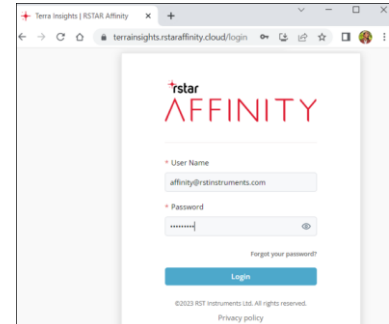 Terra Insights | RSTAR Affinity
terrainsights.rstaraffinity.cloud/login
rstar
AFFINITY
* User Name
affinity@rstinstruments.com
* Password
Forgot your password?
Login
©2023 RST Instruments Ltd. All rights reserved.
Privacy policy